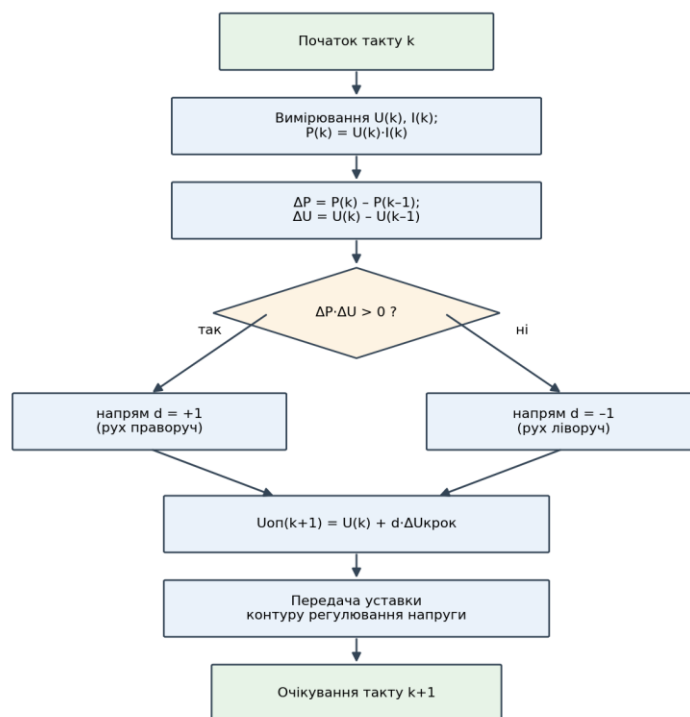 Початок такту k
Вимірювання U(k), I(k);
P(k) = U(k)·I(k)
ΔP = P(k) – P(k–1);
ΔU = U(k) – U(k–1)
ΔP·ΔU > 0 ?
так
ні
напрям d = +1
(рух праворуч)
напрям d = –1
(рух ліворуч)
Uоп(k+1) = U(k) + d·ΔUкрок
Передача уставки
контуру регулювання напруги
Очікування такту k+1